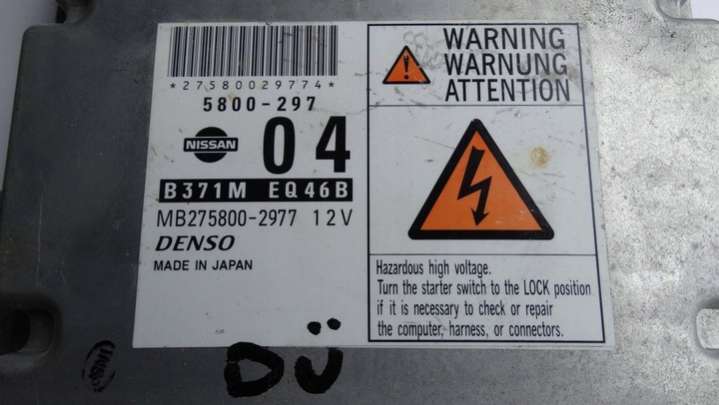 *27580029774*
5800-297
NISSAN
04
B371M EQ46B
MB275800-2977 12V
DENSO
MADE IN JAPAN
WARNING
WARNUNG
ATTENTION
Hazardous high voltage.
Turn the starter switch to the LOCK position
if it is necessary to check or repair
the computer, harness, or connectors.